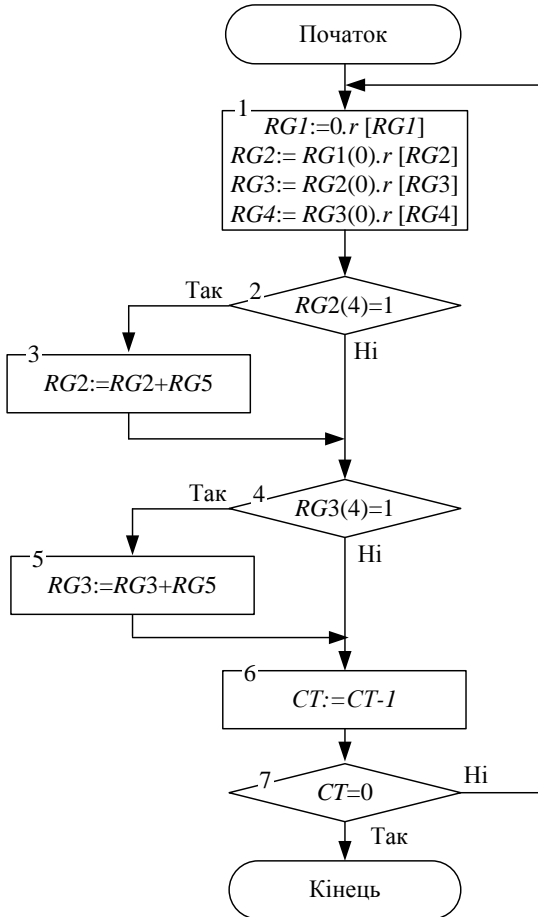 Початок
1
RG1:=0.r [RG1]
RG2:= RG1(0).r [RG2]
RG3:= RG2(0).r [RG3]
RG4:= RG3(0).r [RG4]
Так
2
RG2(4)=1
Ні
3
RG2:=RG2+RG5
Так
4
RG3(4)=1
Ні
5
RG3:=RG3+RG5
6
CT:=CT-1
7
CT=0
Ні
Так
Кінець